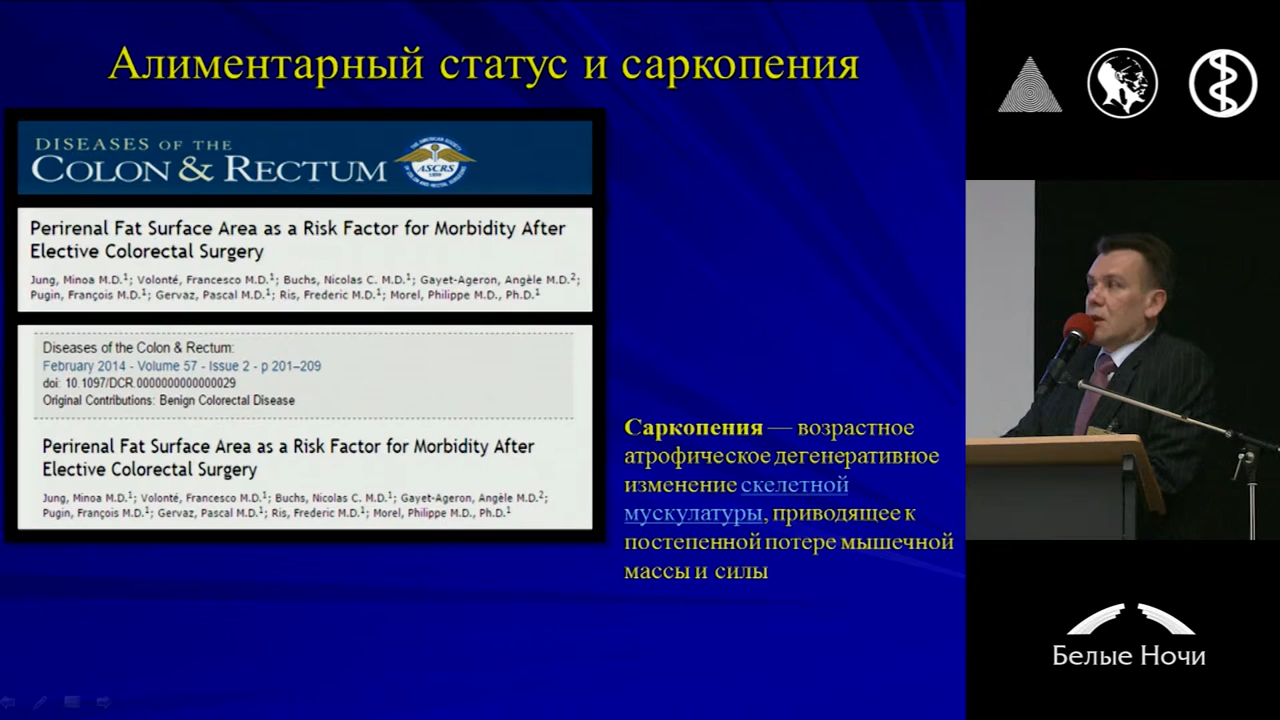 Алиментарный статус и саркопения
DISEASES OF THE
COLON & RECTUM
ASCRS
Perirenal Fat Surface Area as a Risk Factor for Morbidity After
Elective Colorectal Surgery
Jung, Minoa M.D.1; Volonté, Francesco M.D.1; Buchs, Nicolas C. M.D.1; Gayet-Ageron, Angèle M.D.2;
Pugin, François M.D.1; Gervaz, Pascal M.D.1; Ris, Frederic M.D.1; Morel, Philippe M.D., Ph.D.1
Diseases of the Colon & Rectum:
February 2014 - Volume 57 - Issue 2 - p 201–209
doi: 10.1097/DCR.0000000000000029
Original Contributions: Benign Colorectal Disease
Perirenal Fat Surface Area as a Risk Factor for Morbidity After
Elective Colorectal Surgery
Jung, Minoa M.D.1; Volonté, Francesco M.D.1; Buchs, Nicolas C. M.D.1; Gayet-Ageron, Angèle M.D.2;
Pugin, François M.D.1; Gervaz, Pascal M.D.1; Ris, Frederic M.D.1; Morel, Philippe M.D., Ph.D.1
Саркопения — возрастное
атрофическое дегенеративное
изменение скелетной
мускулатуры, приводящее к
постепенной потере мышечной
массы и силы
Белые Ночи